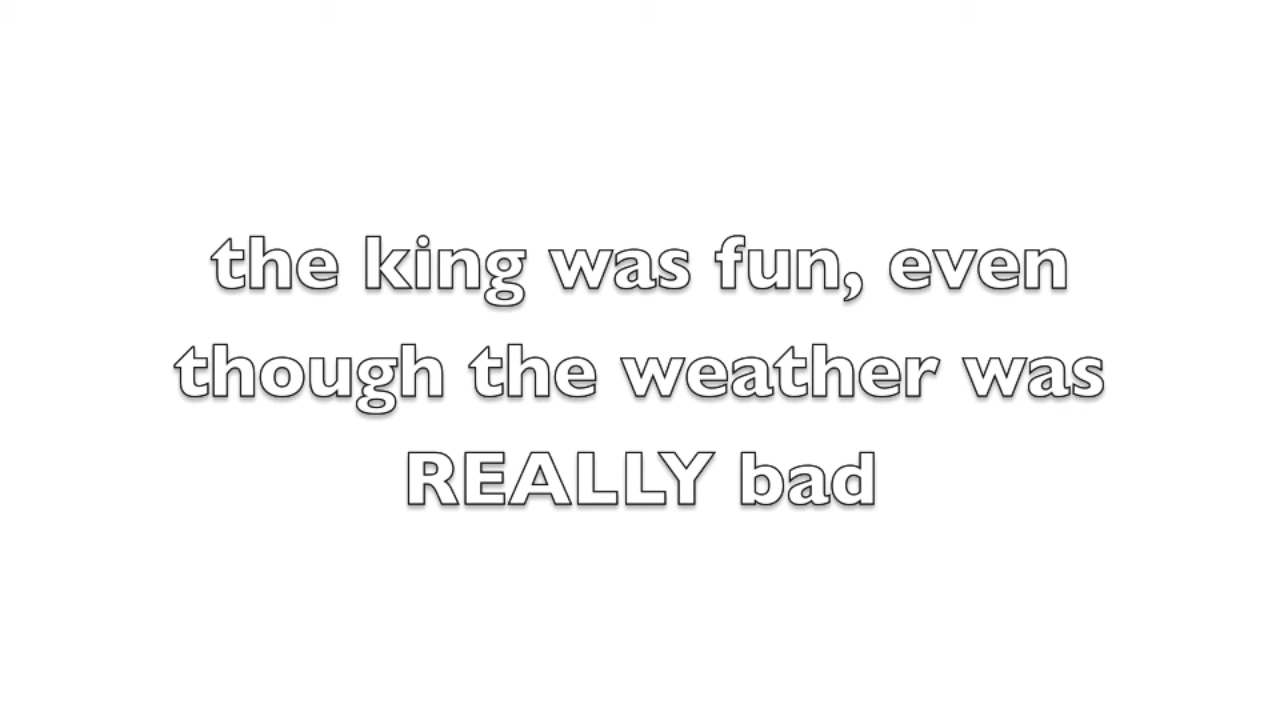 the king was fun, even
though the weather was
REALLY bad